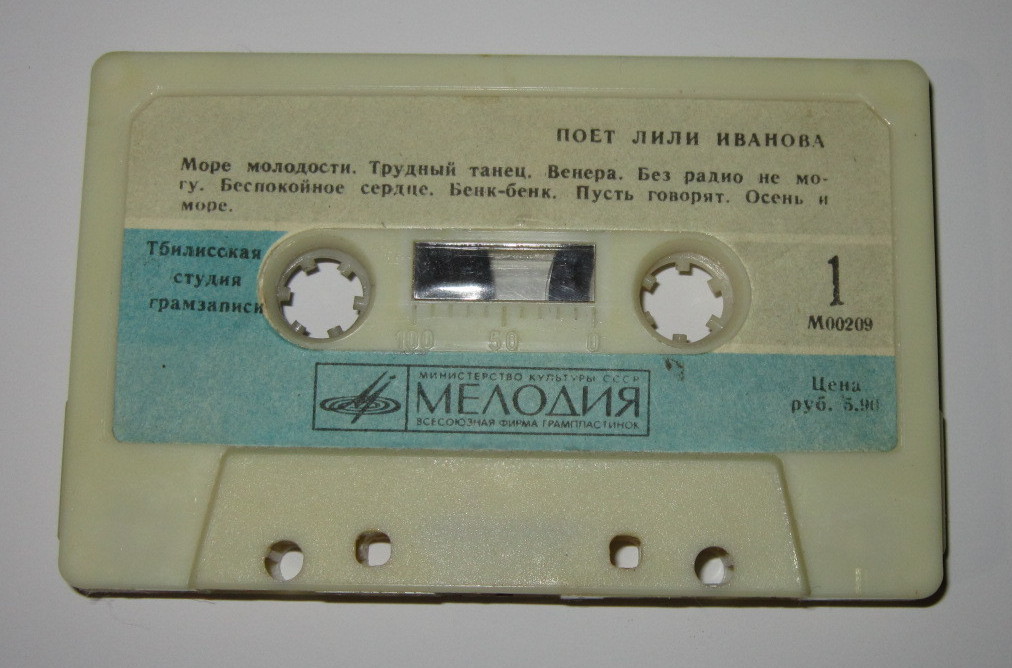 ПОЕТ ЛИЛИ ИВАНОВА
Море молодости. Трудный танец. Венера. Без радио не мо-
гу. Беспокойное сердце. Бенк-бенк. Пусть говорят. Осень и
море.
Тбилисская
студия
грамзаписи
1
М00209
100 50 0
МИНИСТЕРСТВО КУЛЬТУРЫ СССР
МЕЛОДИЯ
ВСЕСОЮЗНАЯ ФИРМА ГРАМПЛАСТИНОК
Цена
руб. 5.90